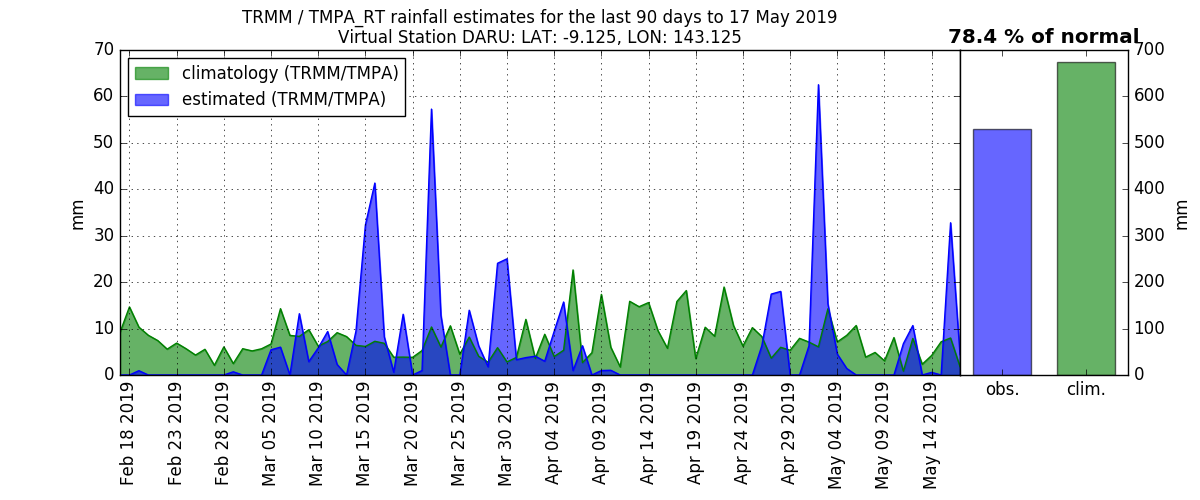 TRMM / TMPA_RT rainfall estimates for the last 90 days to 17 May 2019
Virtual Station DARU: LAT: -9.125, LON: 143.125
78.4 % of normal
climatology (TRMM/TMPA)
estimated (TRMM/TMPA)
70
60
50
40
30
20
10
0
mm
700
600
500
400
300
200
100
0
mm
Feb 18 2019
Feb 23 2019
Feb 28 2019
Mar 05 2019
Mar 10 2019
Mar 15 2019
Mar 20 2019
Mar 25 2019
Mar 30 2019
Apr 04 2019
Apr 09 2019
Apr 14 2019
Apr 19 2019
Apr 24 2019
Apr 29 2019
May 04 2019
May 09 2019
May 14 2019
obs.
clim.